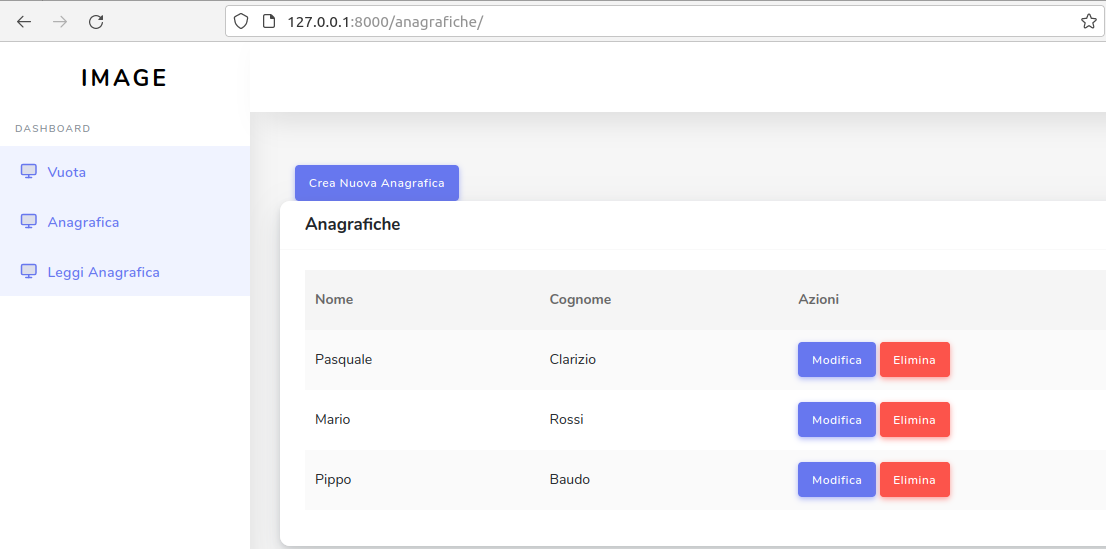 127.0.0.1:8000/anagrafiche/
IMAGE
DASHBOARD
Vuota
Anagrafica
Leggi Anagrafica
Crea Nuova Anagrafica
Anagrafiche
Nome Cognome Azioni
Pasquale Clarizio Modifica Elimina
Mario Rossi Modifica Elimina
Pippo Baudo Modifica Elimina